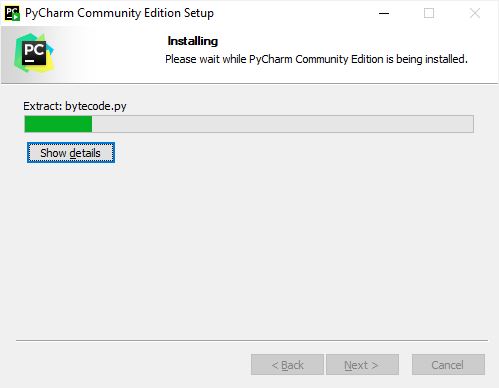 PC PyCharm Community Edition Setup
PC
Installing
Please wait while PyCharm Community Edition is being installed.
Extract: bytecode.py
Show details
< Back Next > Cancel